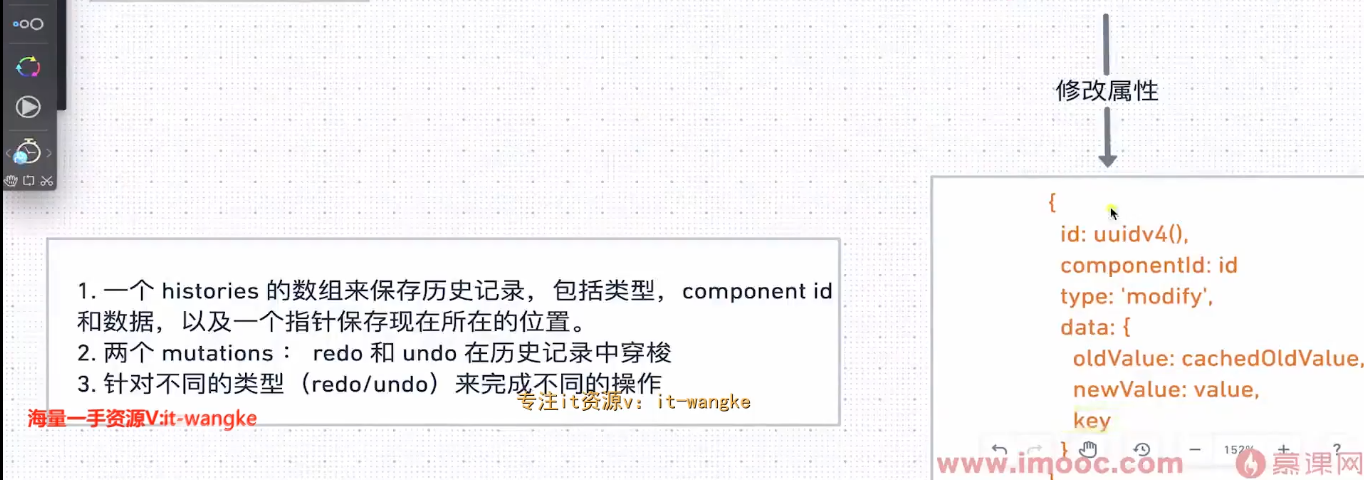 修改属性
{
id: uuidv4(),
componentId: id
type: 'modify',
data: {
oldValue: cachedOldValue,
newValue: value,
key
}
1. 一个 histories 的数组来保存历史记录，包括类型，component id
和数据，以及一个指针保存现在所在的位置。
2. 两个 mutations： redo 和 undo 在历史记录中穿梭
3. 针对不同的类型（redo/undo）来完成不同的操作
专注it资源v：it-wangke
海量一手资源V:it-wangke
152%
?
www.imooc.com
慕课网